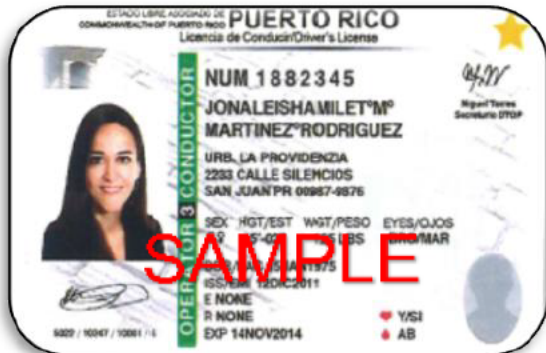 ESTADO LIBRE ASOCIADO DE
COMMONWEALTH OF PUERTO RICO
PUERTO RICO
Licencia de Conducir/Driver's License
NUM 1882345
JONALEISHAMILET°M°
MARTINEZ°RODRIGUEZ
Miguel Torres
Secretario DTOP
URB. LA PROVIDENZIA
2233 CALLE SILENCIOS
SAN JUAN PR 00987-9876
SEX HGT/EST WGT/PESO EYES/OJOS
LBS BRO/MAR
SAMPLE
ISS/EMI 12DIC2011
E NONE
R NONE
Y/SI
EXP 14NOV2014
AB
OPERATOR 3 CONDUCTOR